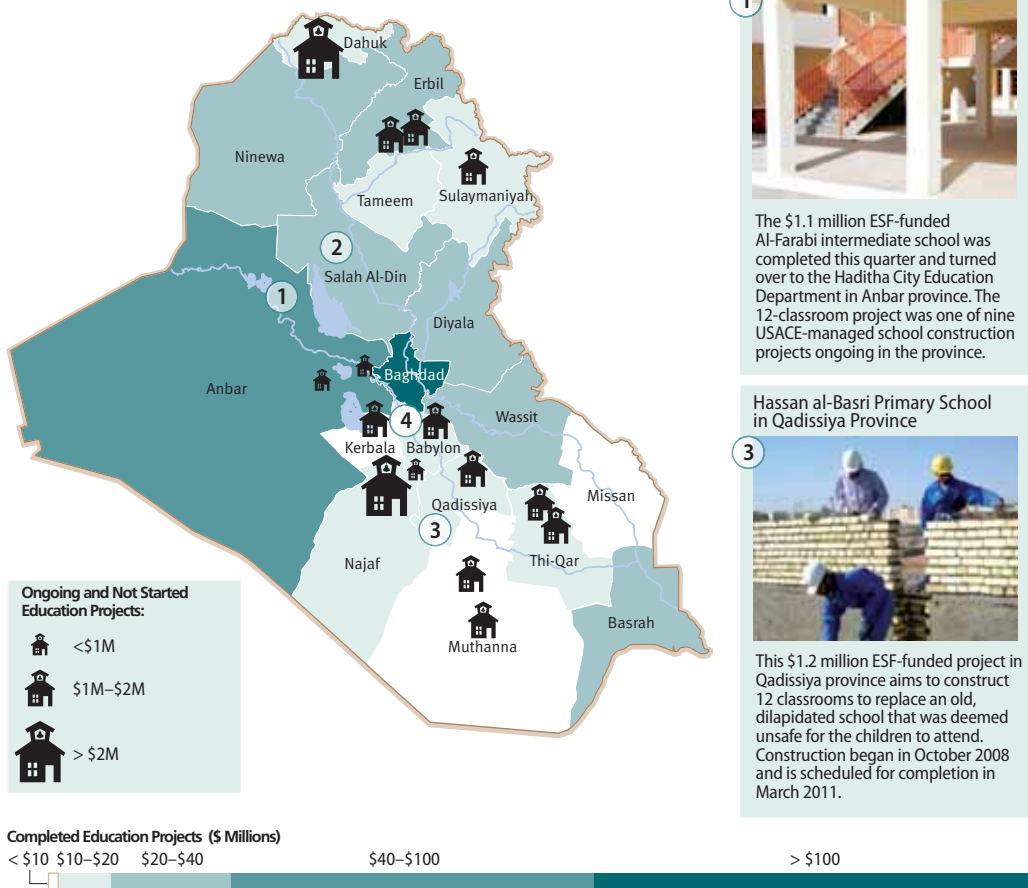 1
Dahuk
Erbil
Ninewa
Tameem
Sulaymaniyah
2
Salah Al-Din
1
Diyala
Baghdad
Anbar
4
Wassit
Kerbala
Babylon
Missan
Qadissiya
3
Najaf
Thi-Qar
Basrah
Muthanna
The $1.1 million ESF-funded
Al-Farabi intermediate school was
completed this quarter and turned
over to the Haditha City Education
Department in Anbar province. The
12-classroom project was one of nine
USACE-managed school construction
projects ongoing in the province.
Hassan al-Basri Primary School
in Qadissiya Province
3
This $1.2 million ESF-funded project in
Qadissiya province aims to construct
12 classrooms to replace an old,
dilapidated school that was deemed
unsafe for the children to attend.
Construction began in October 2008
and is scheduled for completion in
March 2011.
Ongoing and Not Started
Education Projects:
<$1M
$1M–$2M
> $2M
Completed Education Projects ($ Millions)
< $10 $10–$20 $20–$40 $40–$100 > $100